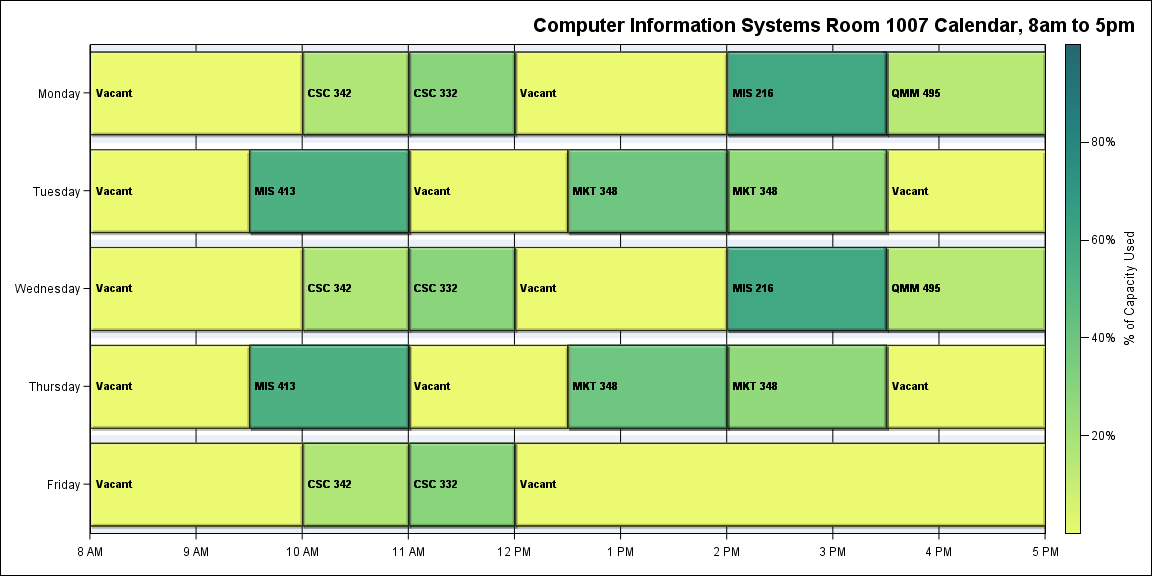 Computer Information Systems Room 1007 Calendar, 8am to 5pm
Monday Vacant CSC 342 CSC 332 Vacant MIS 216 QMM 495
Tuesday Vacant MIS 413 Vacant MKT 348 MKT 348 Vacant
Wednesday Vacant CSC 342 CSC 332 Vacant MIS 216 QMM 495
Thursday Vacant MIS 413 Vacant MKT 348 MKT 348 Vacant
Friday Vacant CSC 342 CSC 332 Vacant
8 AM 9 AM 10 AM 11 AM 12 PM 1 PM 2 PM 3 PM 4 PM 5 PM
80%
60%
40%
20%
% of Capacity Used